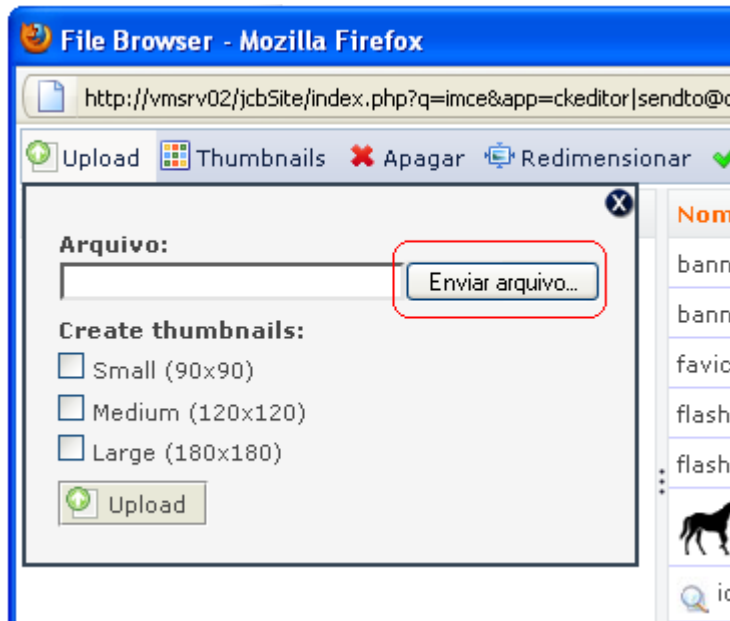 File Browser - Mozilla Firefox
http://vmsrv02/jcbSite/index.php?q=imce&app=ckeditor|sendto@
Upload Thumbnails Apagar Redimensionar
Nom
Arquivo:
bann
Enviar arquivo...
bann
Create thumbnails:
Small (90x90)
favic
Medium (120x120)
flash
Large (180x180)
flash
Upload